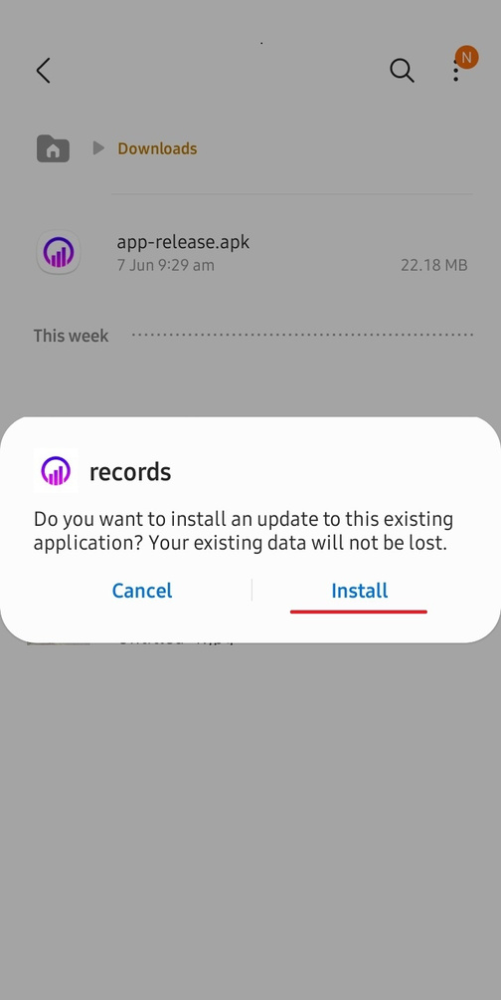 N
Downloads
app-release.apk
7 Jun 9:29 am
22.18 MB
This week
records
Do you want to install an update to this existing
application? Your existing data will not be lost.
Cancel
Install